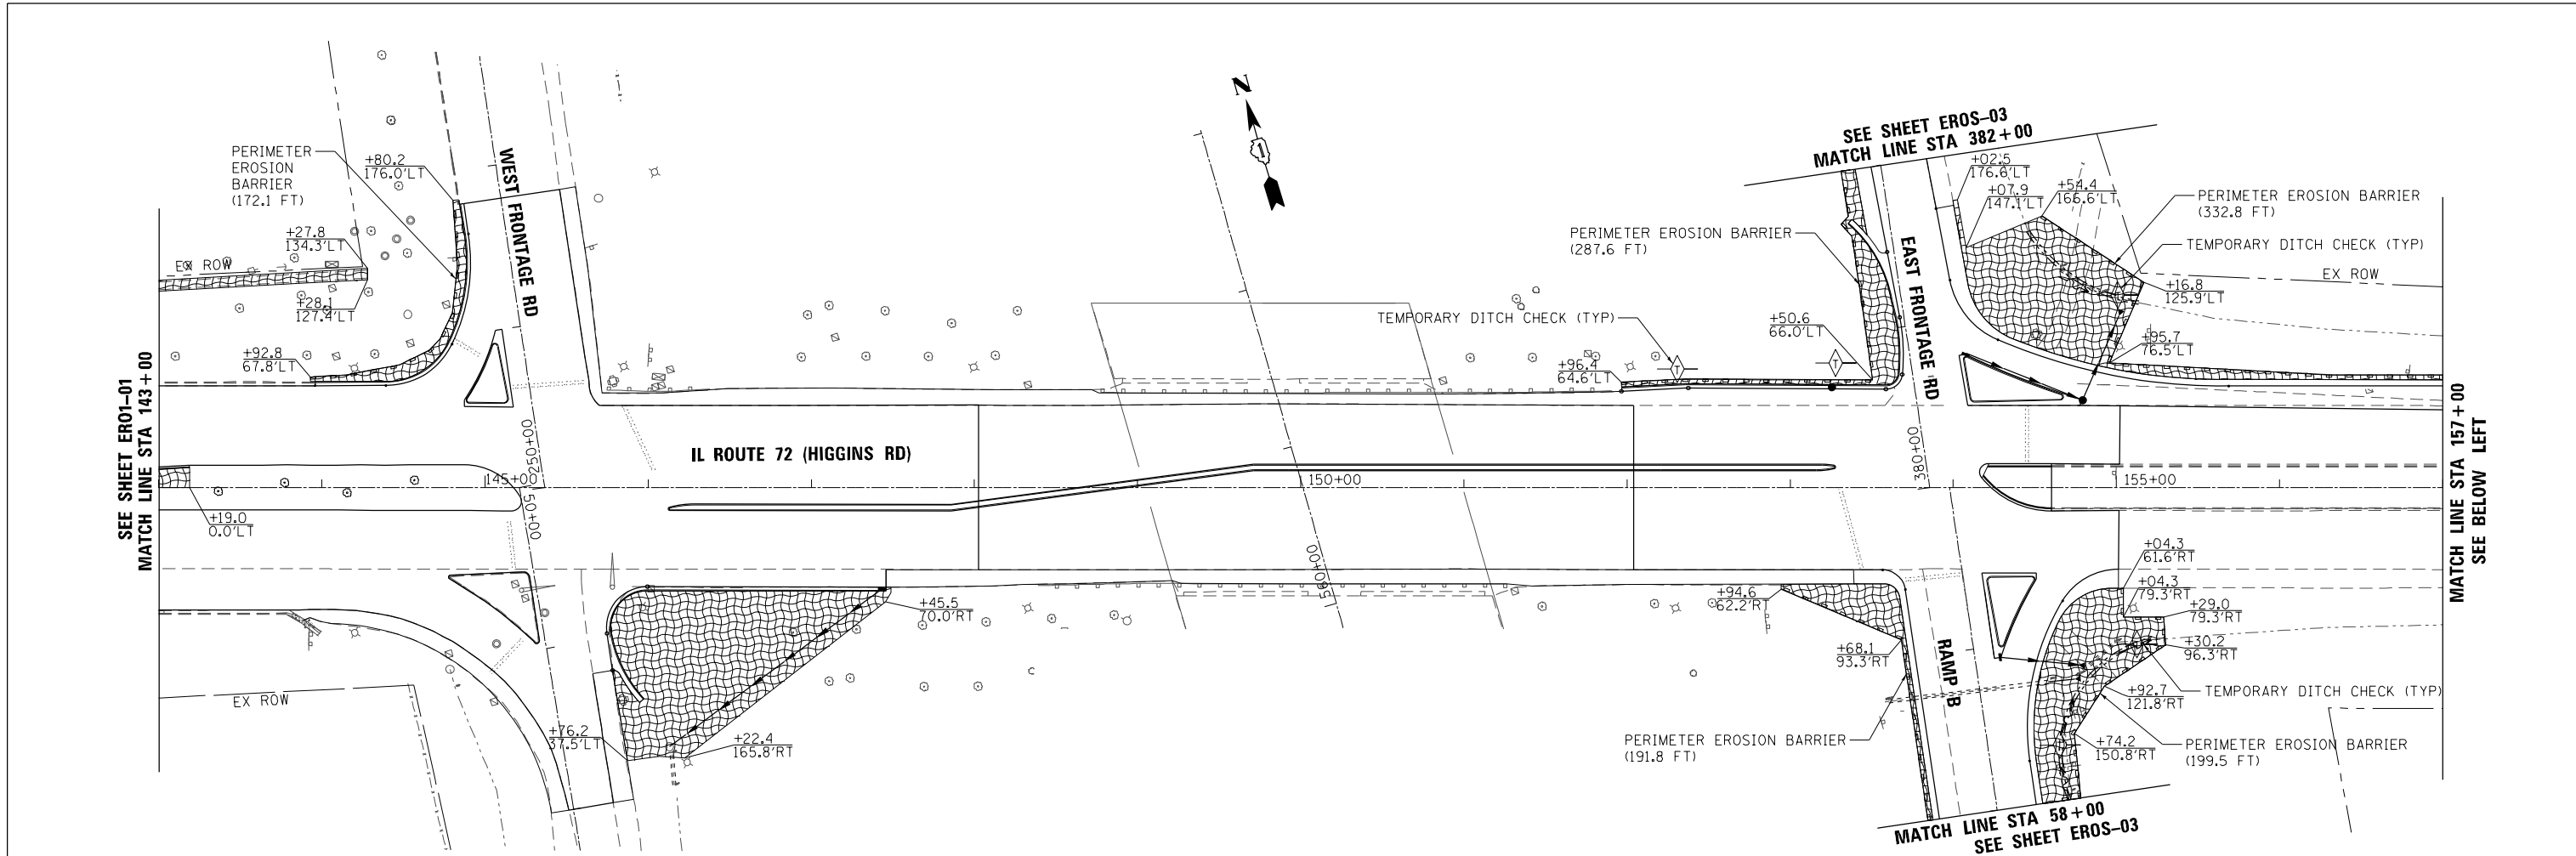 SEE SHEET ERO1-01
MATCH LINE STA 143+00
PERIMETER
EROSION
BARRIER
(172.1 FT)
+80.2
176.0'LT
+27.8
134.3'LT
EX ROW
+28.1
127.4'LT
+92.8
67.8'LT
WEST FRONTAGE RD
+19.0
0.0'LT
145+00
250+00
50+00
IL ROUTE 72 (HIGGINS RD)
EX ROW
+76.2
37.5'LT
+22.4
165.8'RT
+45.5
70.0'RT
N
1
150+00
TEMPORARY DITCH CHECK (TYP)
T
T
+96.4
64.6'LT
+50.6
66.0'LT
PERIMETER EROSION BARRIER
(287.6 FT)
SEE SHEET EROS-03
MATCH LINE STA 382+00
EAST FRONTAGE RD
380+00
+02.5
176.6'LT
+07.9
147.1'LT
+54.4
166.6'LT
PERIMETER EROSION BARRIER
(332.8 FT)
TEMPORARY DITCH CHECK (TYP)
EX ROW
+16.8
125.9'LT
+95.7
76.5'LT
155+00
MATCH LINE STA 157+00
SEE BELOW LEFT
+04.3
61.6'RT
+04.3
79.3'RT
+29.0
79.3'RT
+30.2
96.3'RT
TEMPORARY DITCH CHECK (TYP)
+92.7
121.8'RT
+74.2
150.8'RT
PERIMETER EROSION BARRIER
(199.5 FT)
+94.6
62.2'RT
+68.1
93.3'RT
RAMP B
PERIMETER EROSION BARRIER
(191.8 FT)
MATCH LINE STA 58+00
SEE SHEET EROS-03